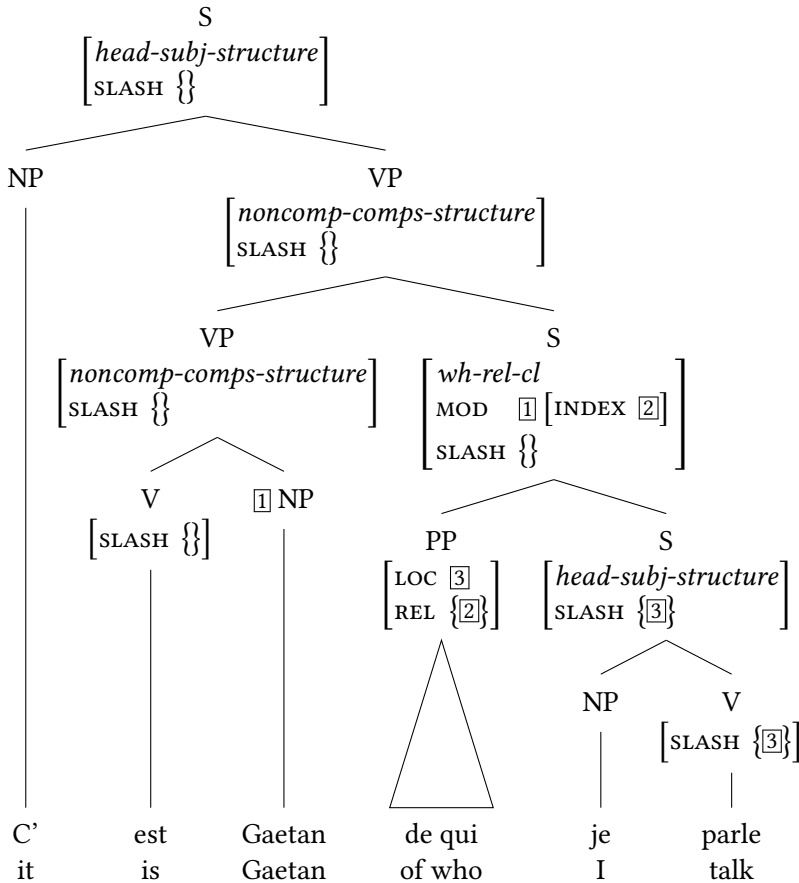 S
[head-subj-structure
SLASH {}]
NP VP
[noncomp-comps-structure
SLASH {}]
VP S
[noncomp-comps-structure
SLASH {}]
[wh-rel-cl
MOD 1 [INDEX 2]
SLASH {}]
V 1 NP PP S
[SLASH {}]
[LOC 3
REL {2}]
[head-subj-structure
SLASH {3}]
NP V
[SLASH {3}]
C’ est Gaetan de qui je parle
it is Gaetan of who I talk